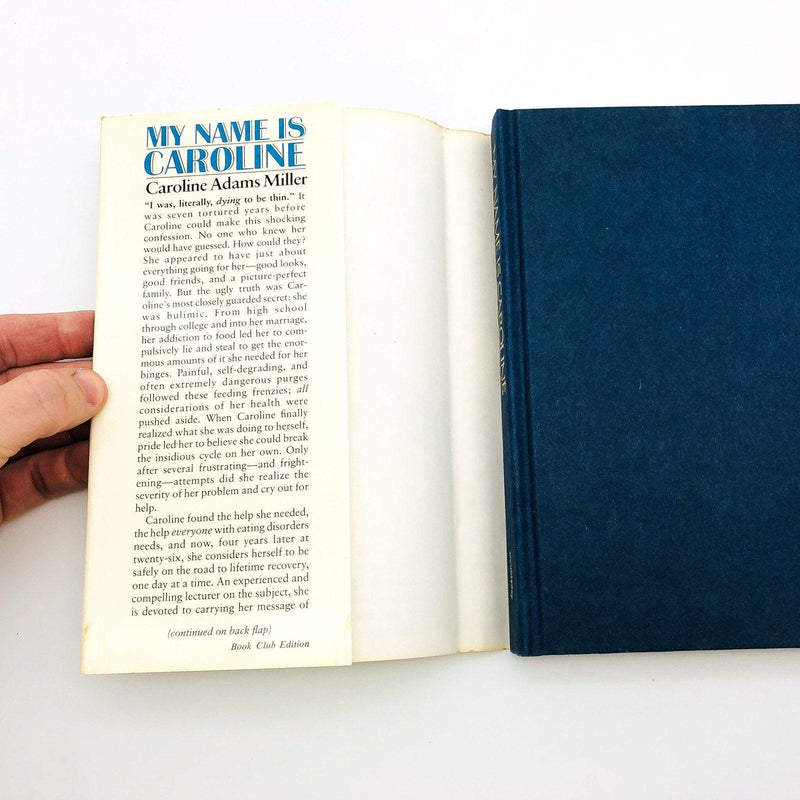 MY NAME IS
CAROLINE
Caroline Adams Miller
“I was, literally, dying to be thin.” It
was seven tortured years before
Caroline could make this shocking
confession. No one who knew her
would have guessed. How could they?
She appeared to have just about
everything going for her—good looks,
good friends, and a picture-perfect
family. But the ugly truth was Car-
oline’s most closely guarded secret: she
was bulimic. From high school
through college and into her marriage,
her addiction to food led her to com-
pulsively lie and steal to get the enor-
mous amounts of it she needed for her
binges. Painful, self-degrading, and
often extremely dangerous purges
followed these feeding frenzies; all
considerations of her health were
pushed aside. When Caroline finally
realized what she was doing to herself,
pride led her to believe she could break
the insidious cycle on her own. Only
after several frustrating—and fright-
ening—attempts did she realize the
severity of her problem and cry out for
help.
Caroline found the help she needed,
the help everyone with eating disorders
needs, and now, four years later at
twenty-six, she considers herself to be
safely on the road to lifetime recovery,
one day at a time. An experienced and
compelling lecturer on the subject, she
is devoted to carrying her message of
(continued on back flap)
Book Club Edition
MY NAME IS CAROLINE